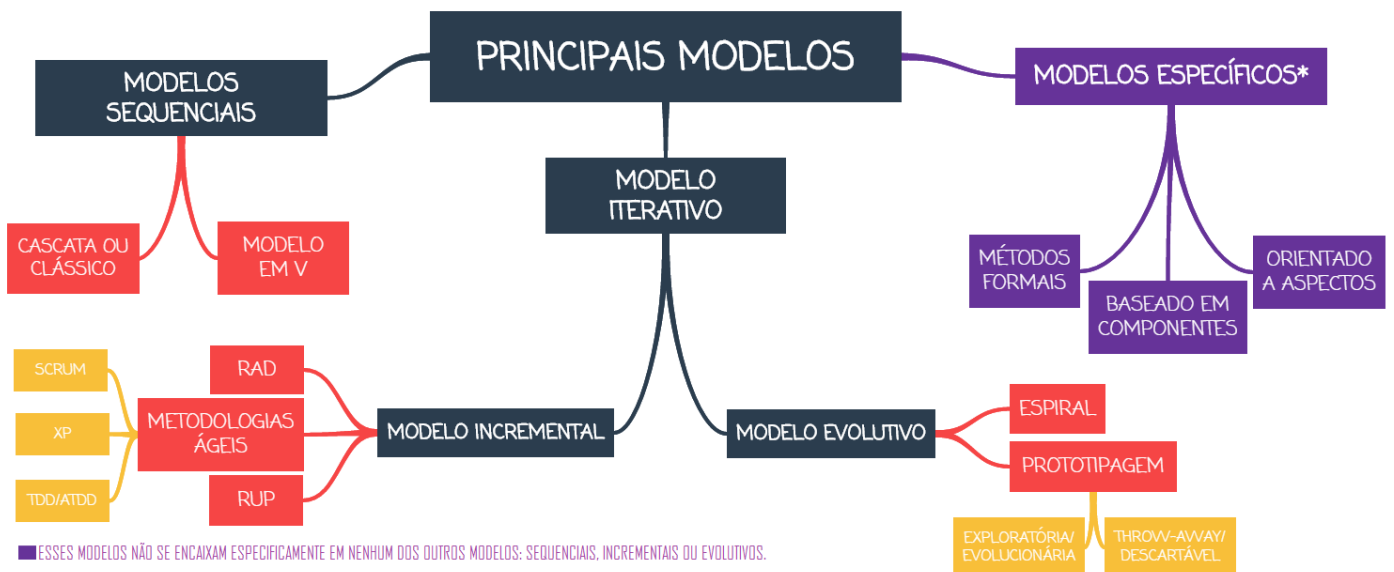 PRINCIPAIS MODELOS
MODELOS
SEQUENCIAIS
MODELOS ESPECÍFICOS*
MODELO
ITERATIVO
CASCATA OU
CLÁSSICO
MODELO
EM V
MÉTODOS
FORMAIS
BASEADO EM
COMPONENTES
ORIENTADO
A ASPECTOS
SCRUM
XP
TDD/ATDD
RAD
METODOLOGIAS
ÁGEIS
RUP
MODELO INCREMENTAL
MODELO EVOLUTIVO
ESPIRAL
PROTOTIPAGEM
EXPLORATÓRIA/
EVOLUCIONÁRIA
THROW-AWAY/
DESCARTÁVEL
ESSES MODELOS NÃO SE ENCAIXAM ESPECIFICAMENTE EM NENHUM DOS OUTROS MODELOS: SEQUENCIAIS, INCREMENTAIS OU EVOLUTIVOS.